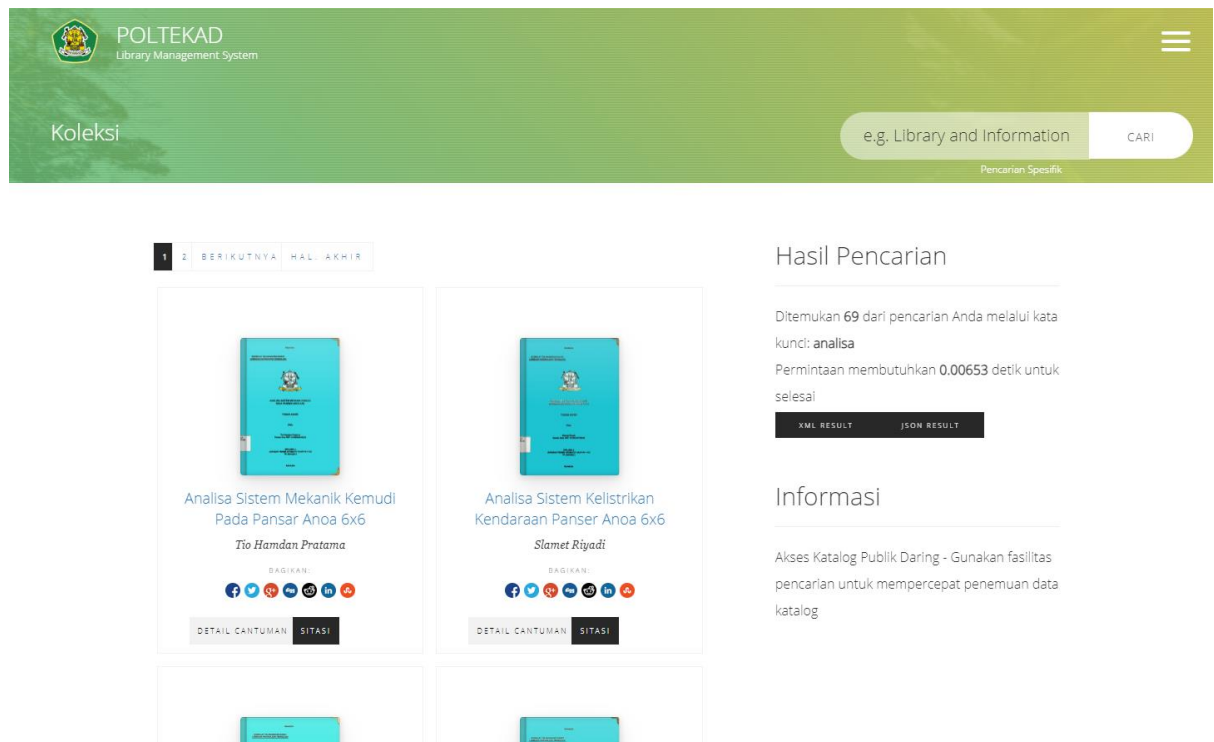 POLTEKAD
Library Management System
Koleksi
e.g. Library and Information
CARI
Pencarian Spesifik
1 2 BERIKUTNYA HAL. AKHIR
Analisa Sistem Mekanik Kemudi
Pada Pansar Anoa 6x6
Tio Hamdan Pratama
BAGIKAN:
DETAIL CANTUMAN SITASI
Analisa Sistem Kelistrikan
Kendaraan Panser Anoa 6x6
Slamet Riyadi
BAGIKAN:
DETAIL CANTUMAN SITASI
Hasil Pencarian
Ditemukan 69 dari pencarian Anda melalui kata
kunci: analisa
Permintaan membutuhkan 0.00653 detik untuk
selesai
XML RESULT JSON RESULT
Informasi
Akses Katalog Publik Daring - Gunakan fasilitas
pencarian untuk mempercepat penemuan data
katalog